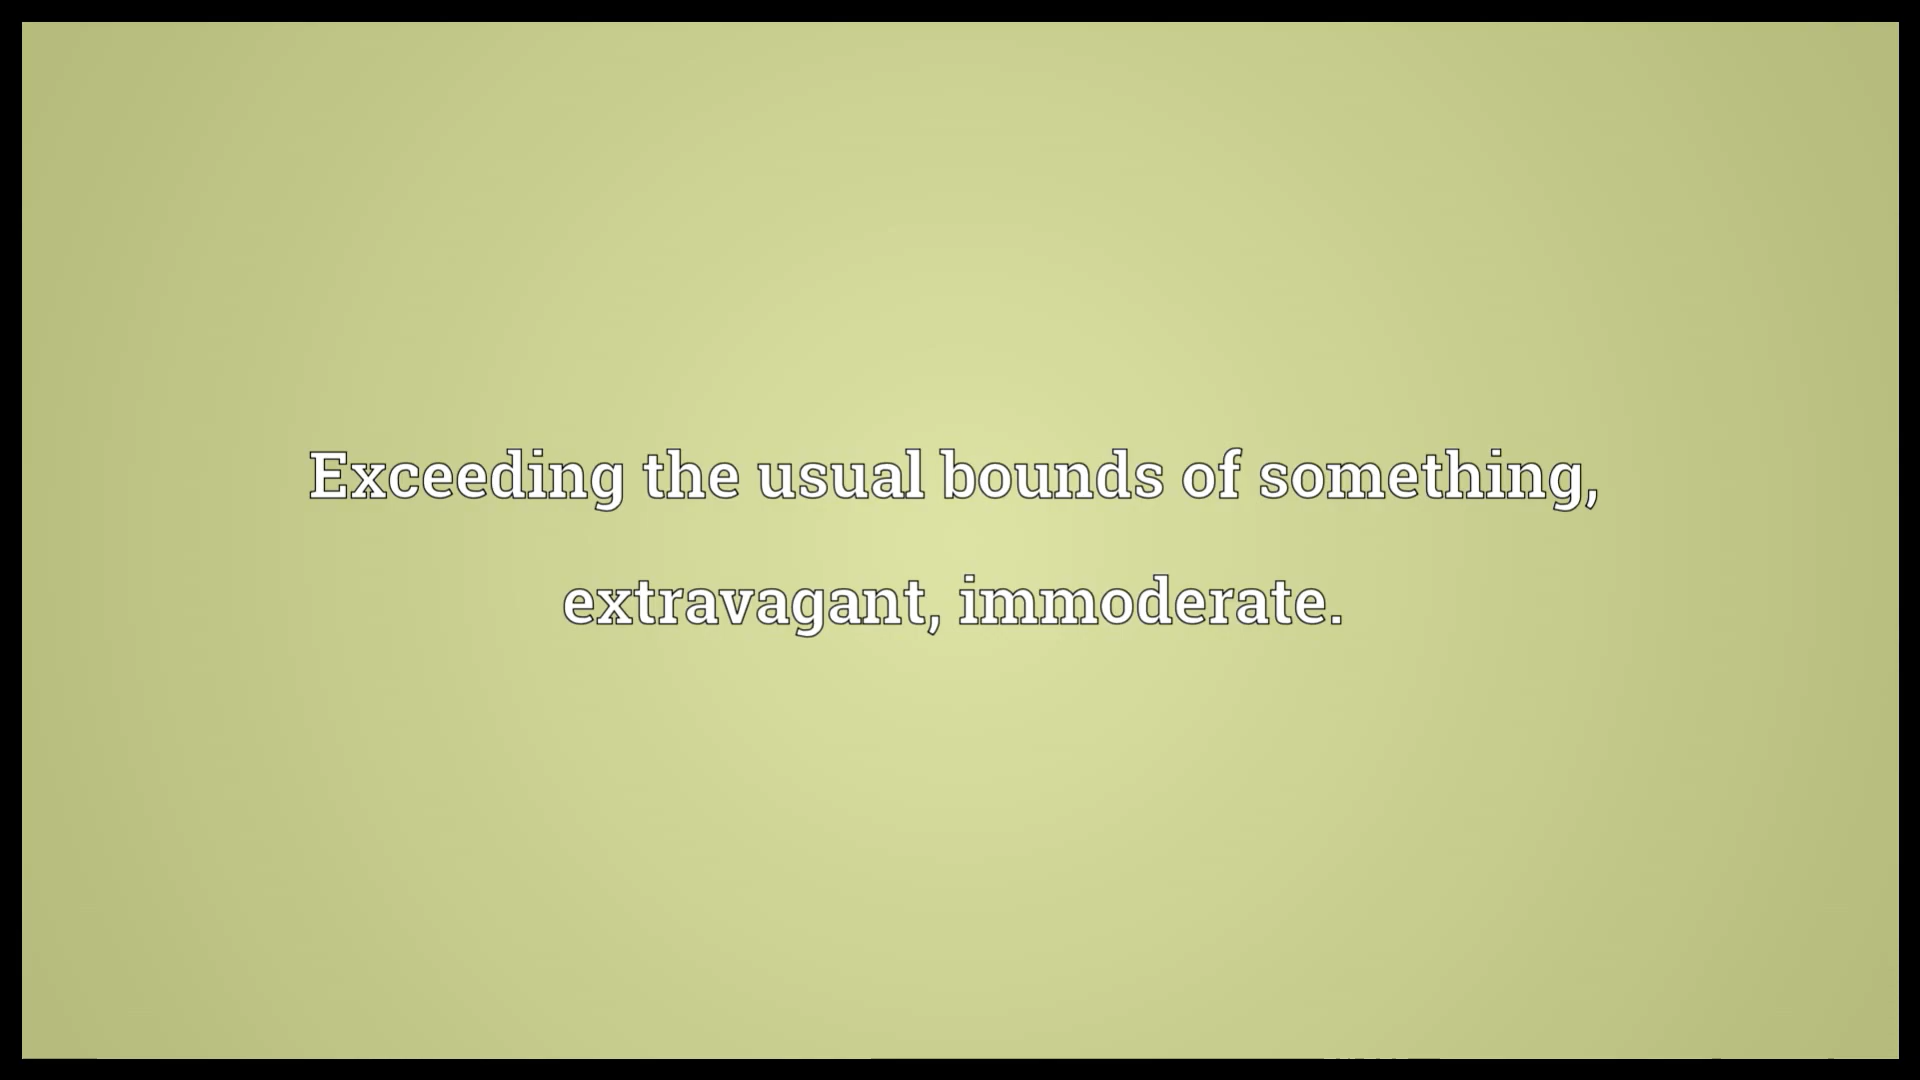 Exceeding the usual bounds of something,
extravagant, immoderate.